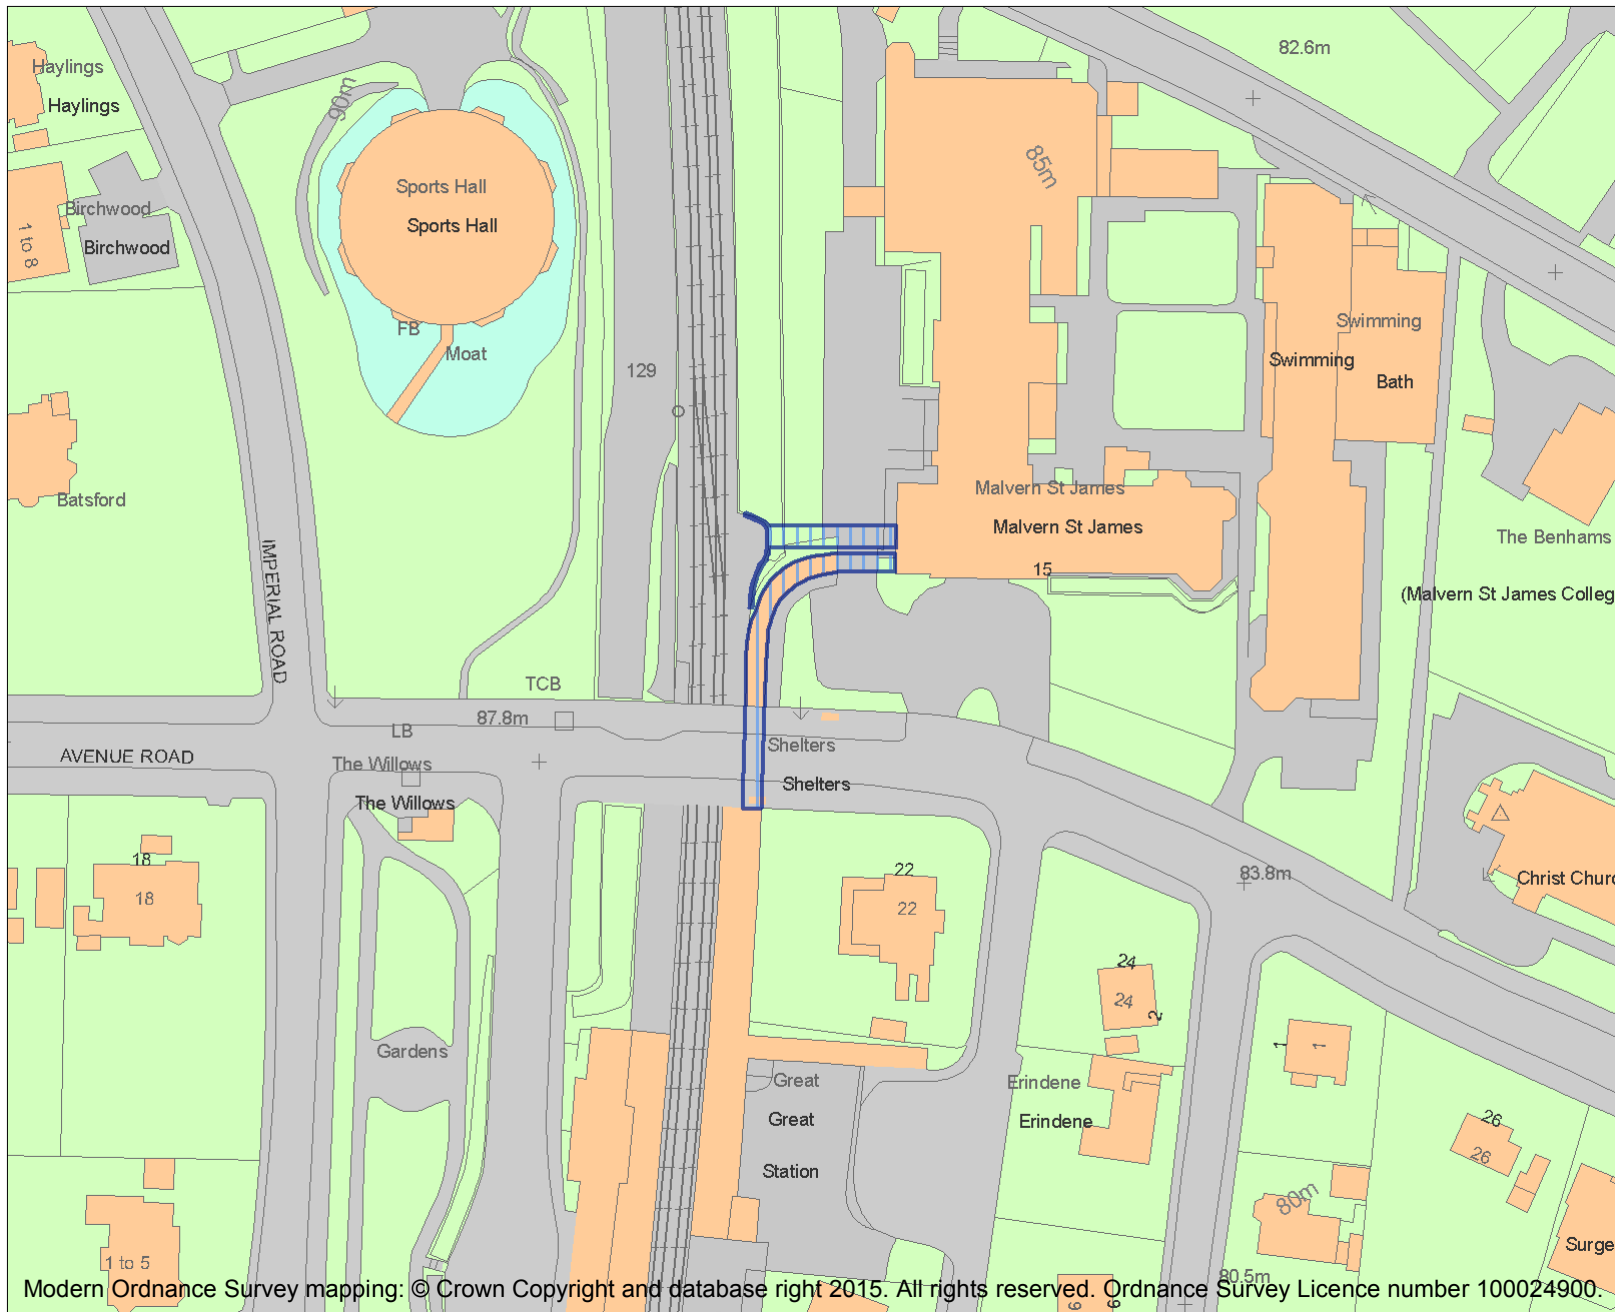 82.6m
Haylings
Haylings
90m
85m
Sports Hall
Sports Hall
Birchwood
Birchwood
1 to 8
FB
Moat
129
Swimming
Swimming
Bath
Batsford
Malvern St James
Malvern St James
The Benhams
15
(Malvern St James Colleg
IMPERIAL ROAD
TCB
87.8m
LB
AVENUE ROAD
The Willows
The Willows
Shelters
Shelters
18
18
22
22
83.8m
Christ Churc
24
24
2
1
1
Gardens
Great
Great
Station
Erindene
Erindene
26
26
80m
Surge
1 to 5
80.5m
6
6
Modern Ordnance Survey mapping: © Crown Copyright and database right 2015. All rights reserved. Ordnance Survey Licence number 100024900.